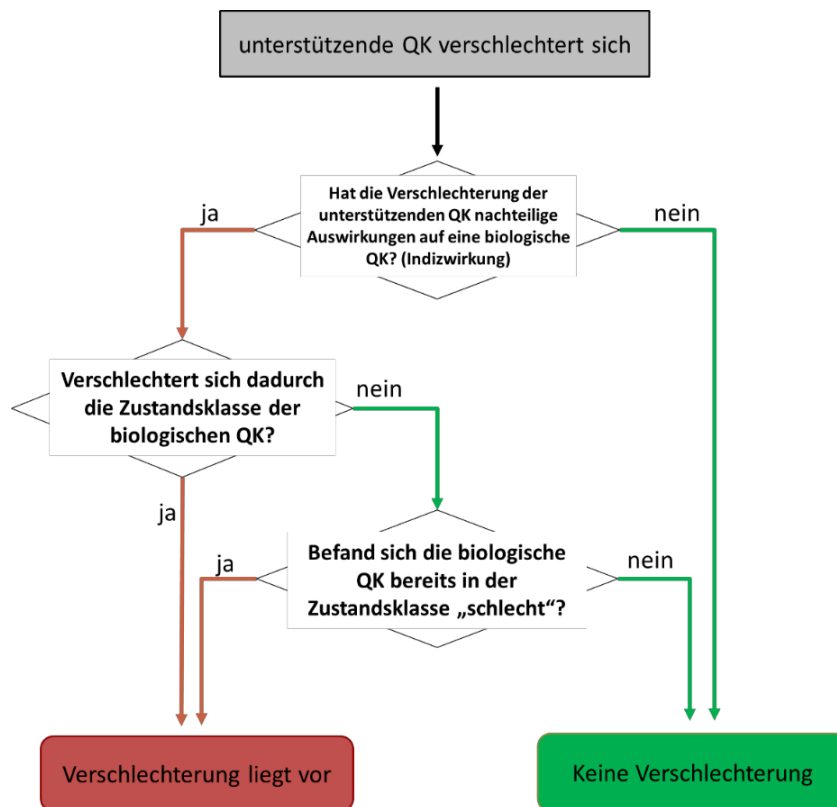 unterstützende QK verschlechtert sich
Hat die Verschlechterung der
unterstützenden QK nachteilige
Auswirkungen auf eine biologische
QK? (Indizwirkung)
ja
nein
Verschlechtert sich dadurch
die Zustandsklasse der
biologischen QK?
nein
ja
Befand sich die biologische
QK bereits in der
Zustandsklasse „schlecht“?
ja
nein
Verschlechterung liegt vor
Keine Verschlechterung